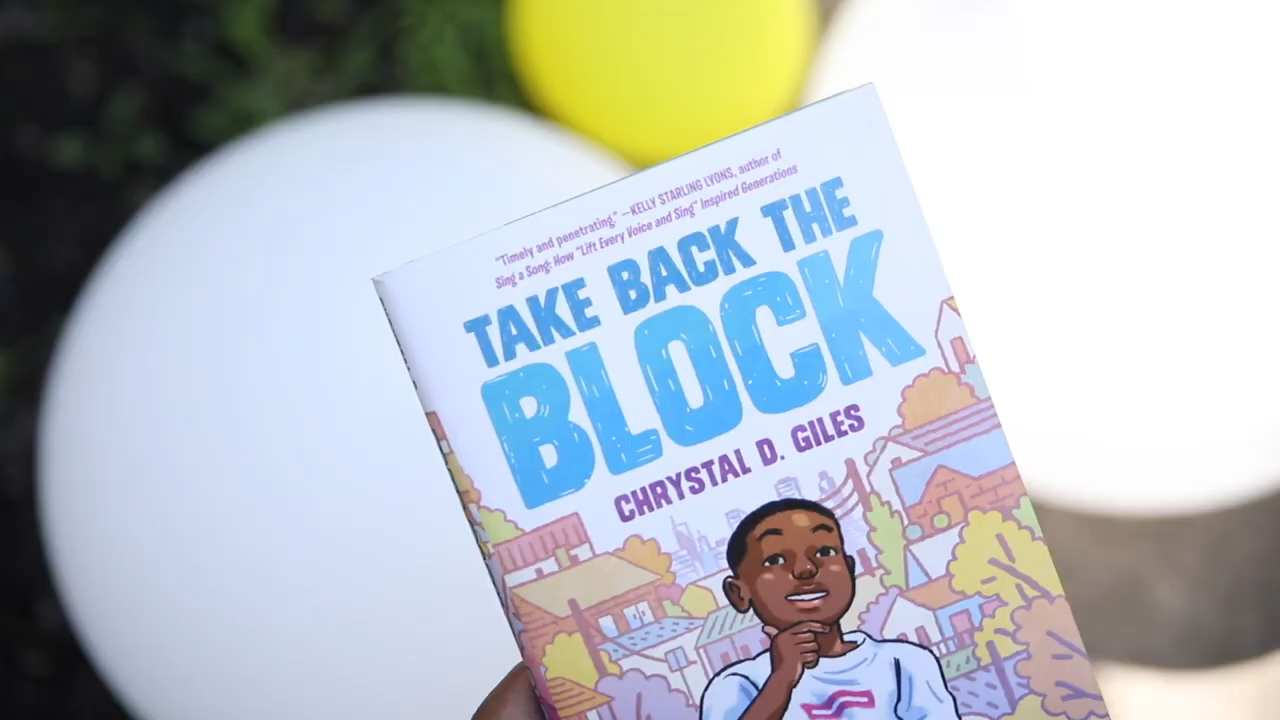 "Timely and penetrating." —KELLY STARLING LYONS, author of
Sing a Song: How "Lift Every Voice and Sing" Inspired Generations
TAKE BACK THE
BLOCK
CHRYSTAL D. GILES